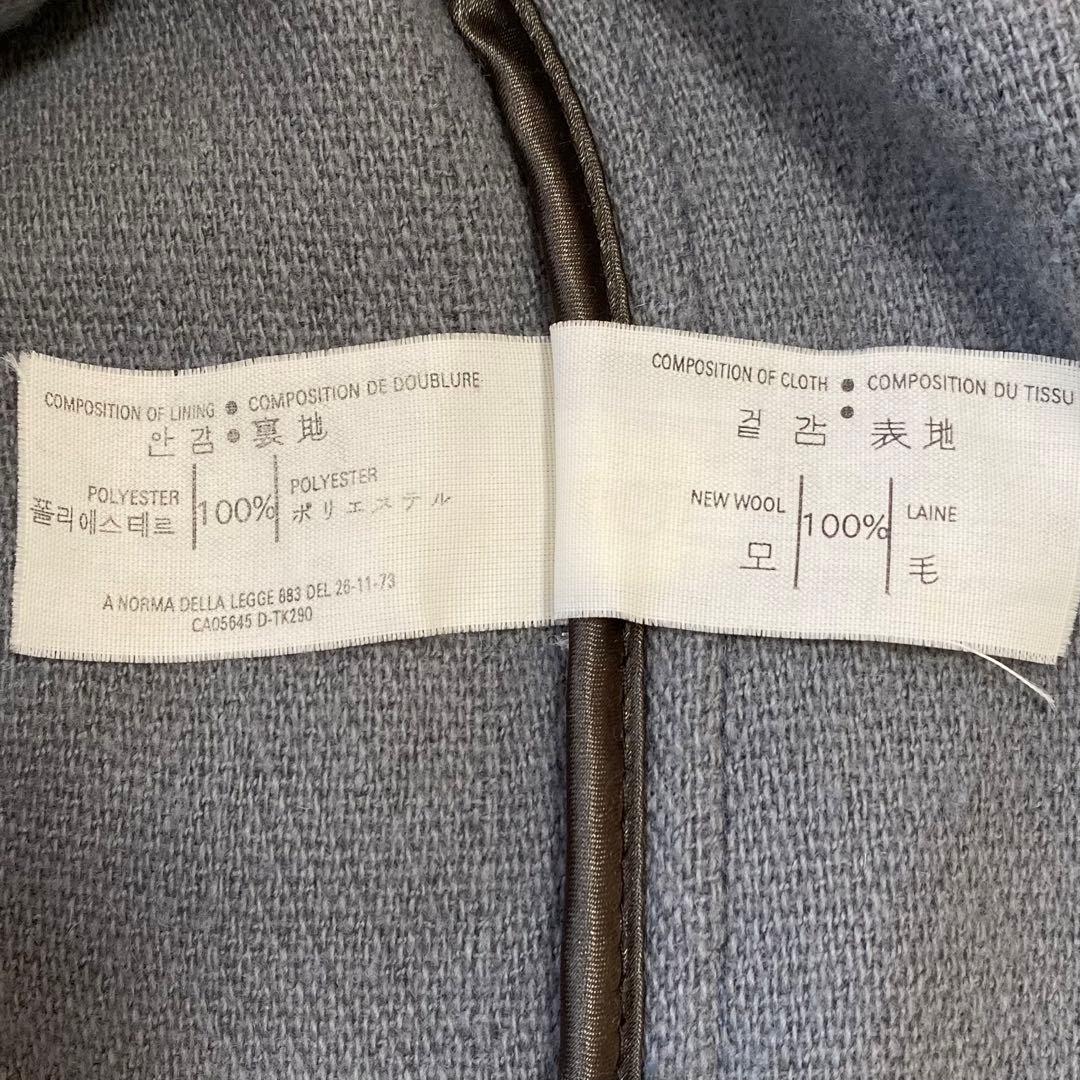 COMPOSITION OF LINING ● COMPOSITION DE DOUBLURE
안 감 ● 裏 地
POLYESTER 100% POLYESTER
폴리에스테르 ポリエステル
A NORMA DELLA LEGGE 883 DEL 26-11-73
CA05645 D-TK290
COMPOSITION OF CLOTH ● COMPOSITION DU TISSU
겉 감 ● 表 地
NEW WOOL 100% LAINE
모 毛